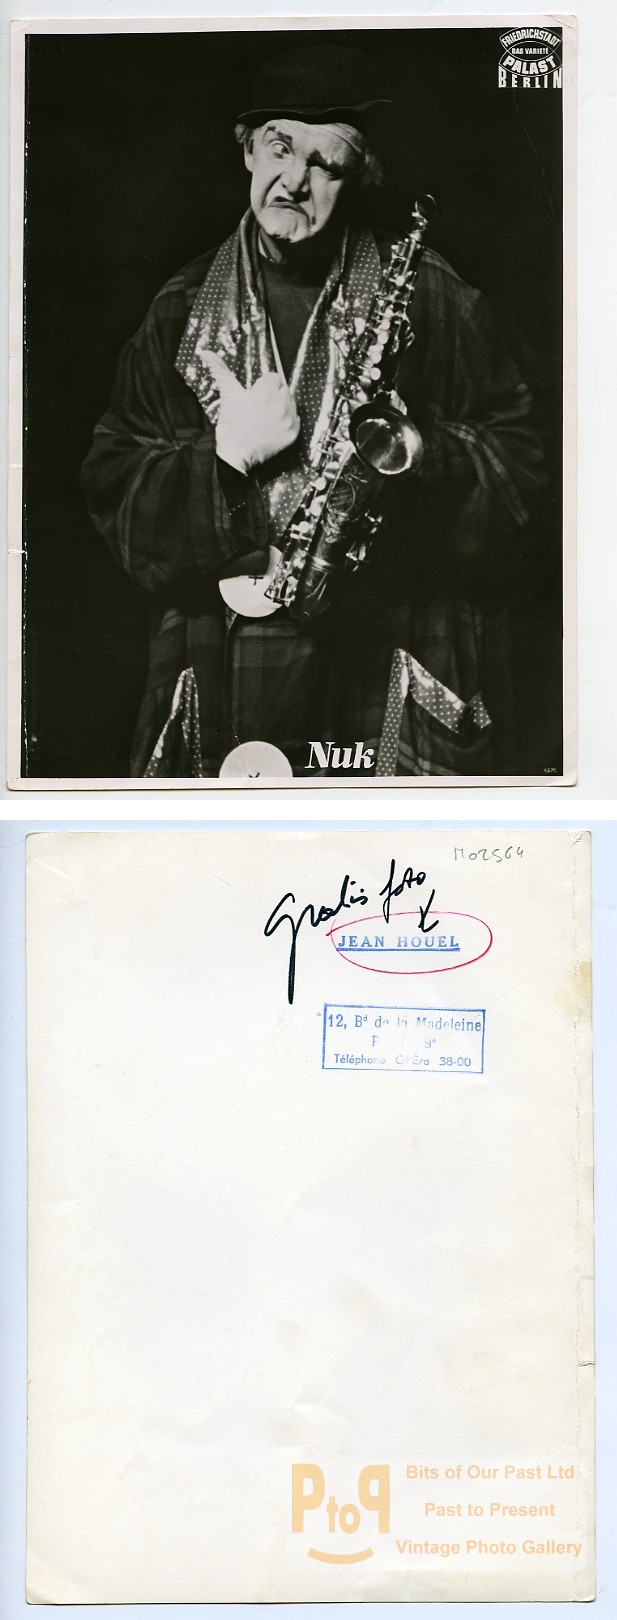 FRIEDRICHSTADT
DAS VARIETÉ
PALAST
BERLIN
Nuk
M02564
Gratis foto
JEAN HOUEL
12, Bd de la Madeleine
9e
Téléphone OPÉra 38-00
PtoP
Bits of Our Past Ltd
Past to Present
Vintage Photo Gallery